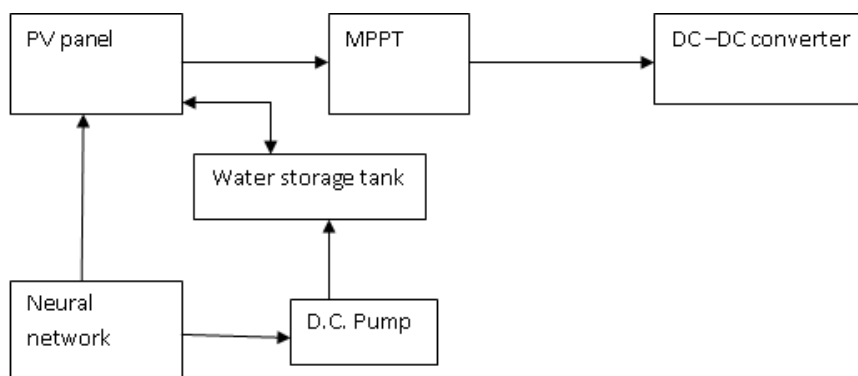 PV panel
MPPT
DC–DC converter
Water storage tank
Neural
network
D.C. Pump